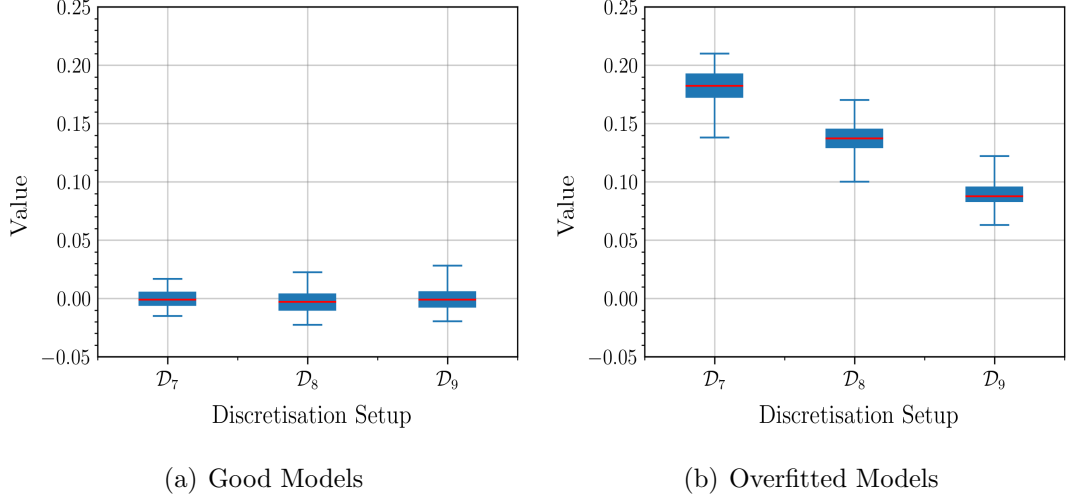 0.25
0.20
0.15
0.10
0.05
0.00
−0.05
Value
𝒟₇ 𝒟₈ 𝒟₉
Discretisation Setup
(a) Good Models
0.25
0.20
0.15
0.10
0.05
0.00
−0.05
Value
𝒟₇ 𝒟₈ 𝒟₉
Discretisation Setup
(b) Overfitted Models